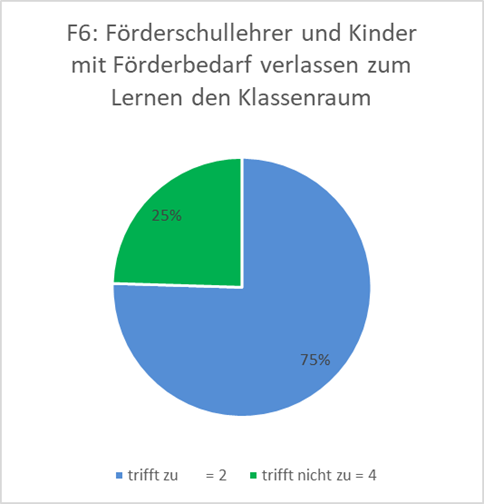 F6: Förderschullehrer und Kinder
mit Förderbedarf verlassen zum
Lernen den Klassenraum
25%
75%
trifft zu = 2 trifft nicht zu = 4